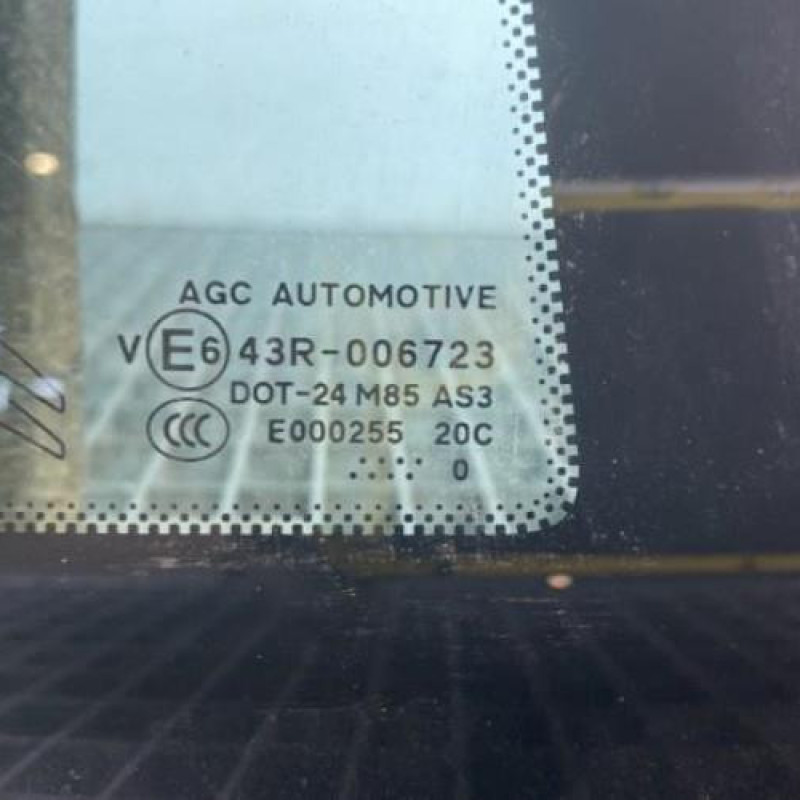 AGC AUTOMOTIVE
V E6 43R-006723
DOT-24 M85 AS3
CCC E000255 20C
0